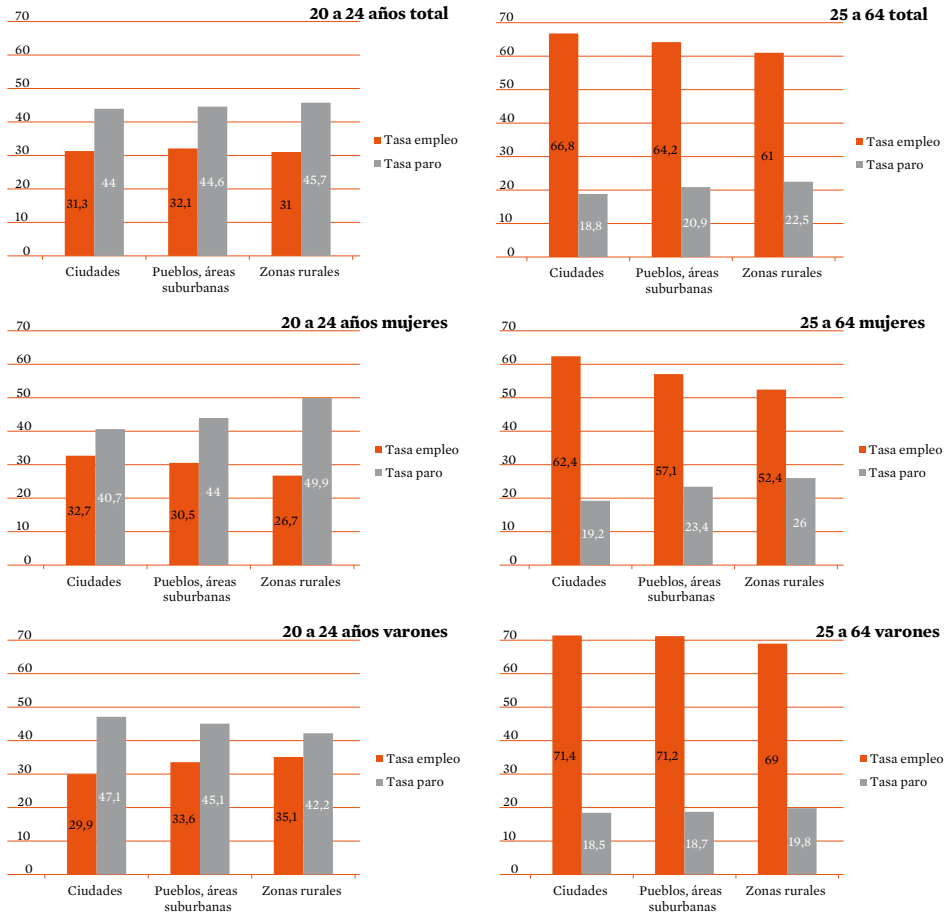 20 a 24 años total
70
60
50
40
30
20
10
0
31,3
44
32,1
44,6
31
45,7
Ciudades
Pueblos, áreas
suburbanas
Zonas rurales
Tasa empleo
Tasa paro
25 a 64 total
70
60
50
40
30
20
10
0
66,8
18,8
64,2
20,9
61
22,5
Ciudades
Pueblos, áreas
suburbanas
Zonas rurales
Tasa empleo
Tasa paro
20 a 24 años mujeres
70
60
50
40
30
20
10
0
32,7
40,7
30,5
44
26,7
49,9
Ciudades
Pueblos, áreas
suburbanas
Zonas rurales
Tasa empleo
Tasa paro
25 a 64 mujeres
70
60
50
40
30
20
10
0
62,4
19,2
57,1
23,4
52,4
26
Ciudades
Pueblos, áreas
suburbanas
Zonas rurales
Tasa empleo
Tasa paro
20 a 24 años varones
70
60
50
40
30
20
10
0
29,9
47,1
33,6
45,1
35,1
42,2
Ciudades
Pueblos, áreas
suburbanas
Zonas rurales
Tasa empleo
Tasa paro
25 a 64 varones
70
60
50
40
30
20
10
0
71,4
18,5
71,2
18,7
69
19,8
Ciudades
Pueblos, áreas
suburbanas
Zonas rurales
Tasa empleo
Tasa paro